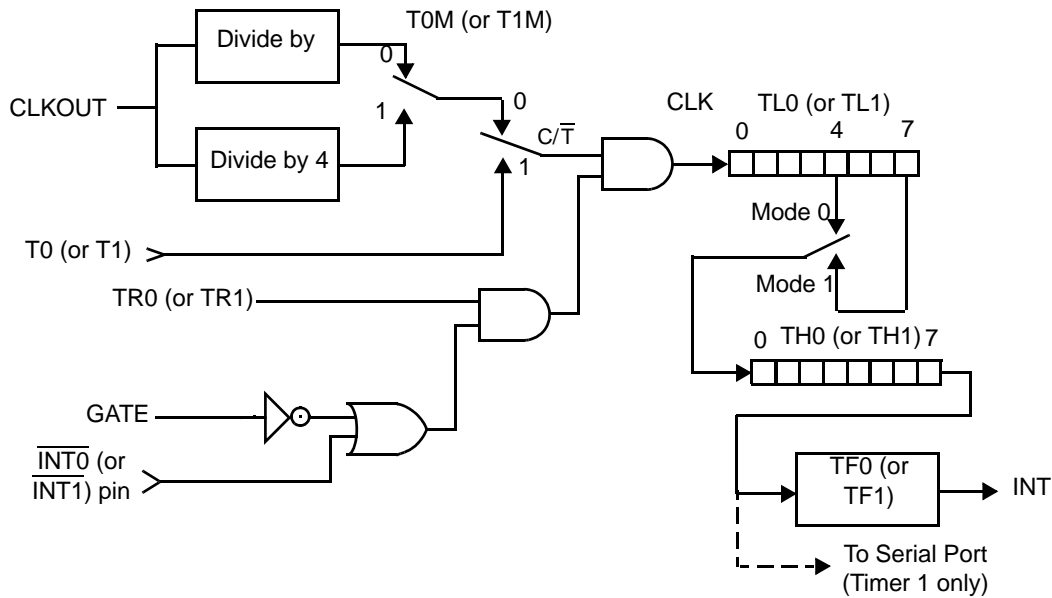 T0M (or T1M)
Divide by
0
CLKOUT
1
Divide by 4
0
C/T̅
1
CLK
TL0 (or TL1)
0 4 7
Mode 0
Mode 1
T0 (or T1)
TR0 (or TR1)
0 TH0 (or TH1) 7
GATE
I̅N̅T̅0̅ (or
I̅N̅T̅1̅) pin
TF0 (or
TF1)
INT
To Serial Port
(Timer 1 only)